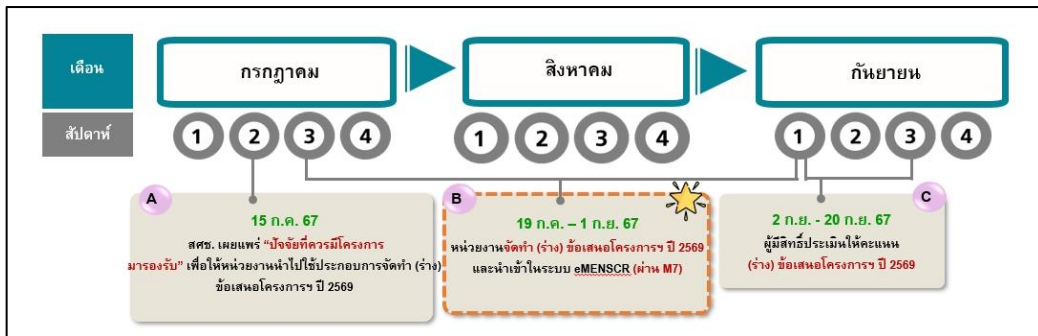 เดือน
กรกฎาคม
สิงหาคม
กันยายน
สัปดาห์
1 2 3 4
1 2 3 4
1 2 3 4
A
15 ก.ค. 67
สศช. เผยแพร่ “ปัจจัยที่ควรมีโครงการ
มารองรับ” เพื่อให้หน่วยงานนำไปใช้ประกอบการจัดทำ (ร่าง)
ข้อเสนอโครงการฯ ปี 2569
B
19 ก.ค. – 1 ก.ย. 67
หน่วยงานจัดทำ (ร่าง) ข้อเสนอโครงการฯ ปี 2569
และนำเข้าในระบบ eMENSCR (ผ่าน M7)
C
2 ก.ย. - 20 ก.ย. 67
ผู้มีสิทธิ์ประเมินให้คะแนน
(ร่าง) ข้อเสนอโครงการฯ ปี 2569